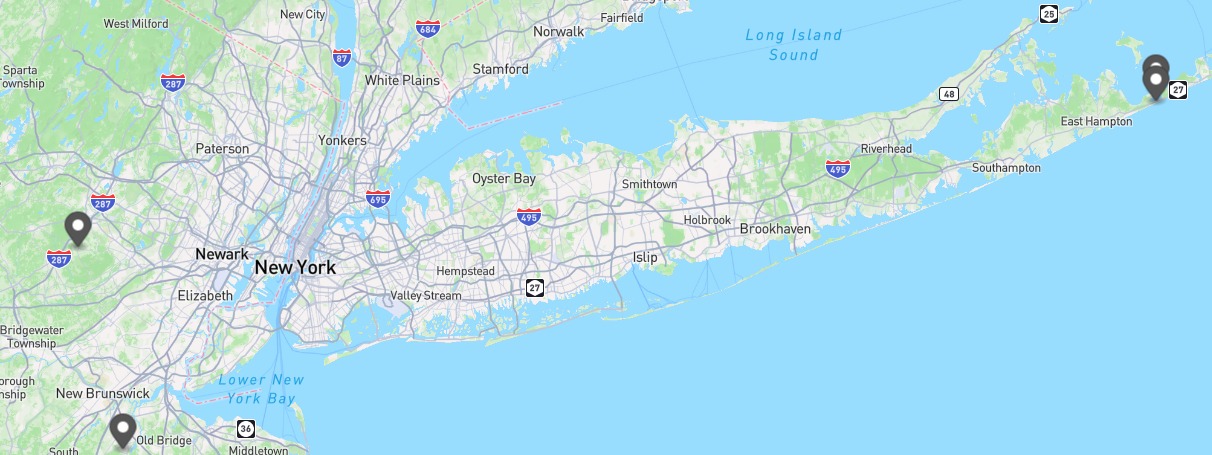 25
New City
Fairfield
West Milford
684
Norwalk
Long Island
Sound
87
Sparta
Township
287
White Plains
Stamford
27
48
East Hampton
Yonkers
Paterson
Riverhead
495
Southampton
Oyster Bay
Smithtown
695
287
495
Holbrook
Brookhaven
Newark
Islip
287
New York
Hempstead
27
Elizabeth
Valley Stream
Bridgewater
Township
Lower New
York Bay
orough
nship
New Brunswick
36
Old Bridge
South
Middletown